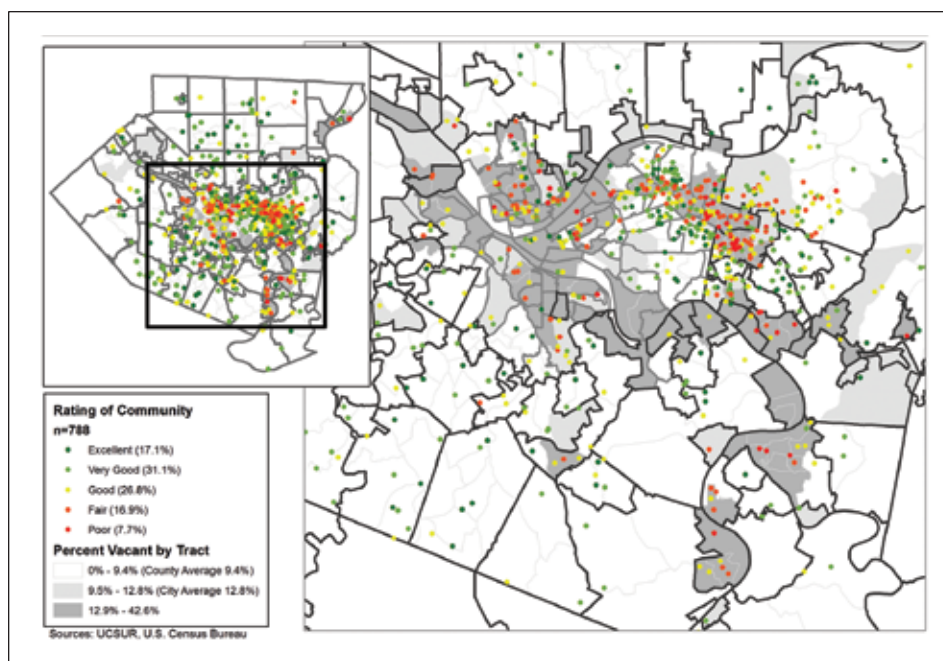 Rating of Community
n=788
Excellent (17.1%)
Very Good (31.1%)
Good (26.8%)
Fair (16.9%)
Poor (7.7%)
Percent Vacant by Tract
0% - 9.4% (County Average 9.4%)
9.5% - 12.8% (City Average 12.8%)
12.9% - 42.6%
Sources: UCSUR, U.S. Census Bureau